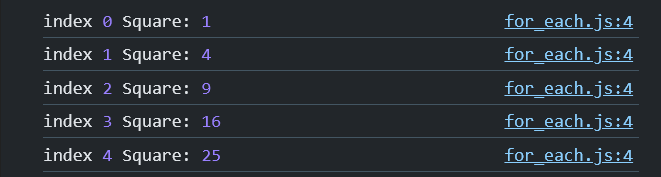 index 0 Square: 1 for_each.js:4
index 1 Square: 4 for_each.js:4
index 2 Square: 9 for_each.js:4
index 3 Square: 16 for_each.js:4
index 4 Square: 25 for_each.js:4